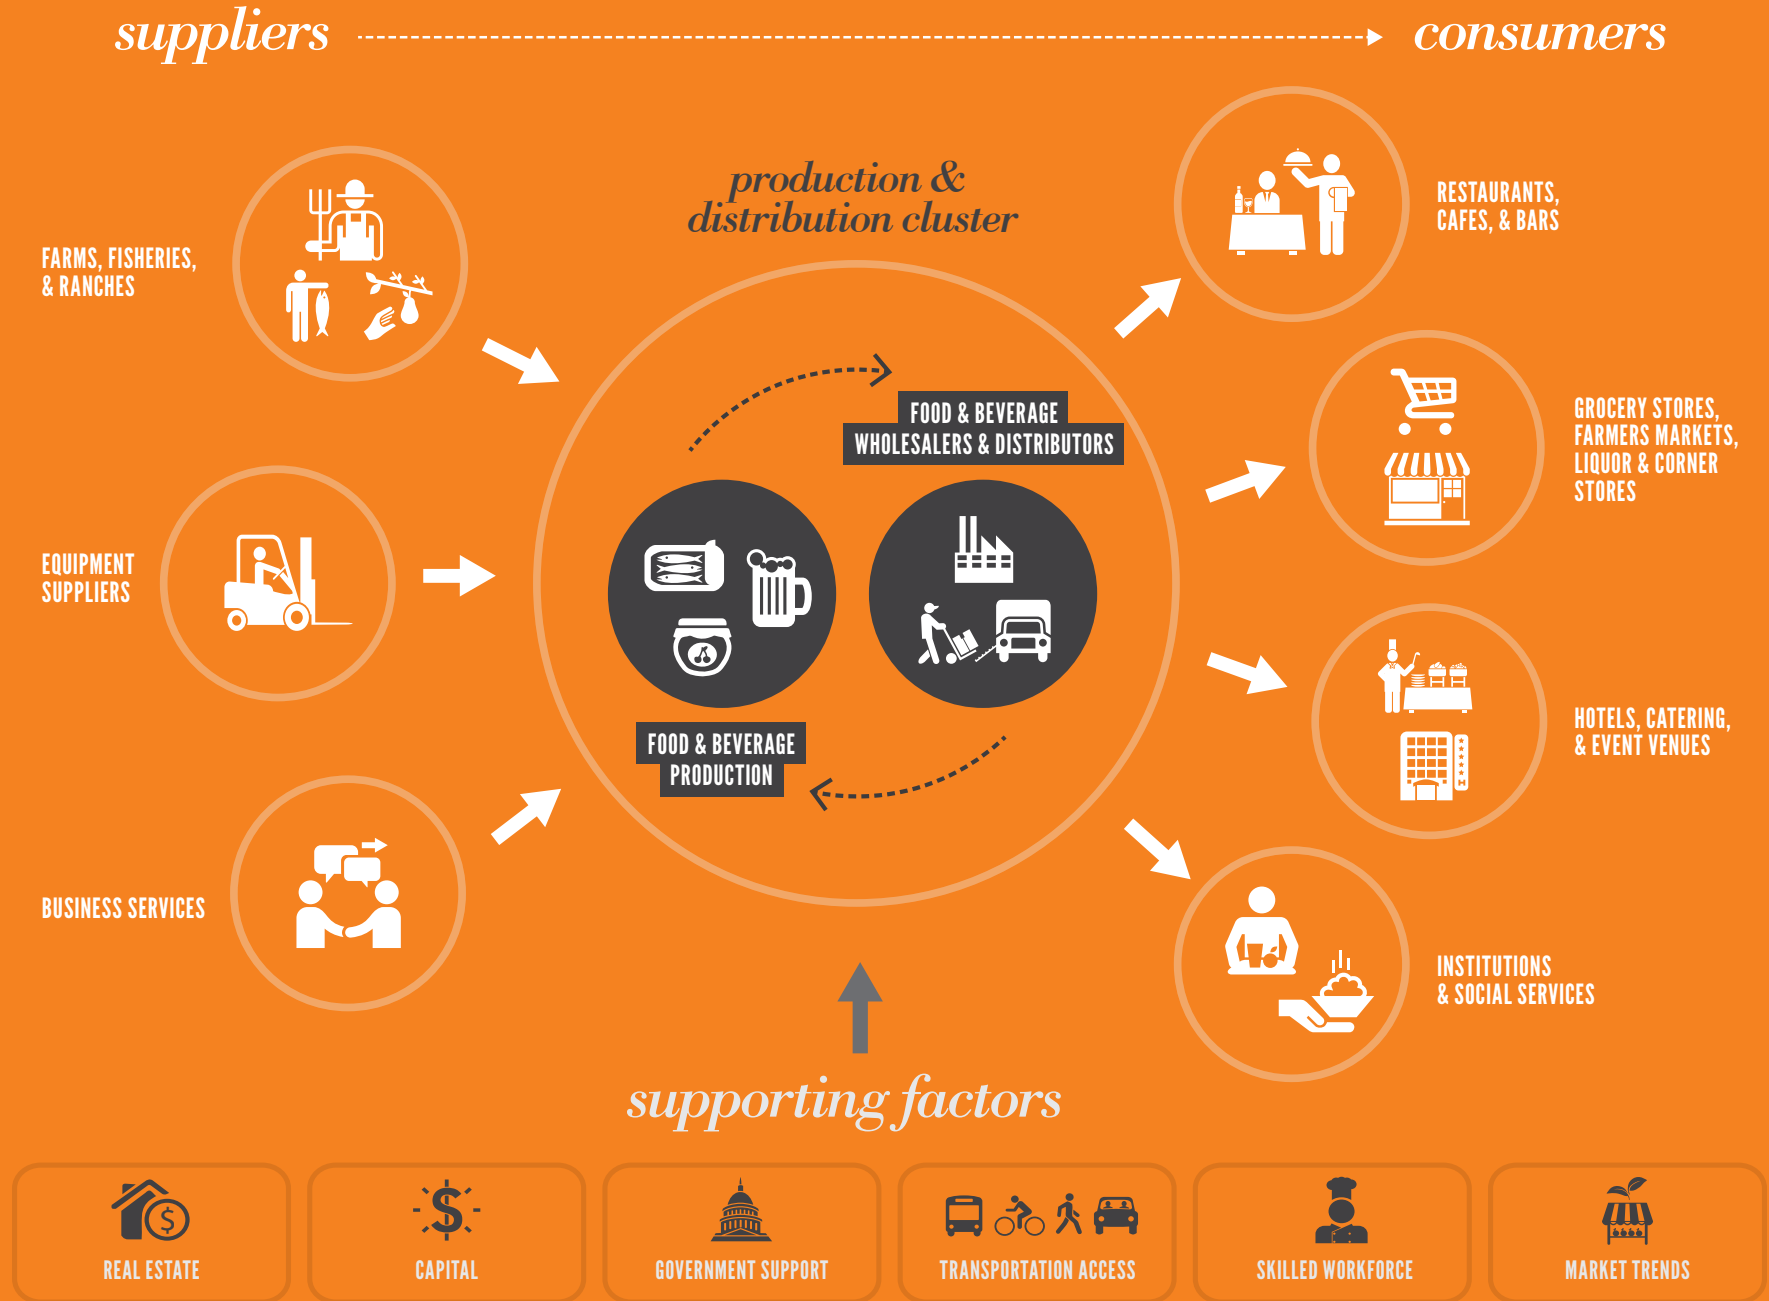 suppliers
consumers
production &
distribution cluster
FARMS, FISHERIES,
& RANCHES
EQUIPMENT
SUPPLIERS
BUSINESS SERVICES
FOOD & BEVERAGE
WHOLESALERS & DISTRIBUTORS
FOOD & BEVERAGE
PRODUCTION
RESTAURANTS,
CAFES, & BARS
GROCERY STORES,
FARMERS MARKETS,
LIQUOR & CORNER
STORES
HOTELS, CATERING,
& EVENT VENUES
INSTITUTIONS
& SOCIAL SERVICES
supporting factors
$
REAL ESTATE
$
CAPITAL
GOVERNMENT SUPPORT
TRANSPORTATION ACCESS
SKILLED WORKFORCE
MARKET TRENDS